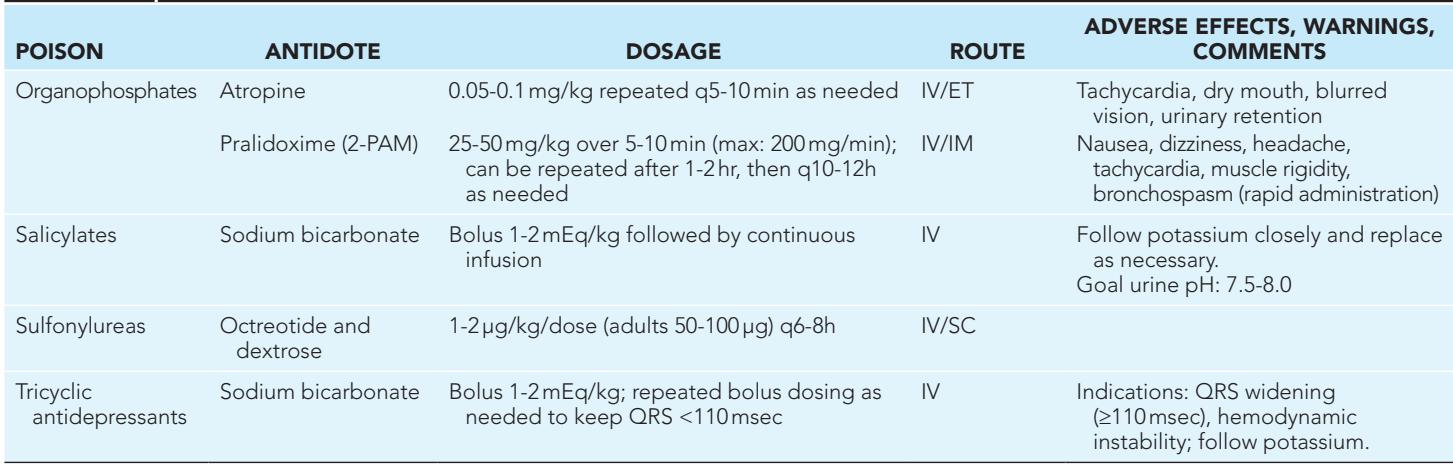 POISON ANTIDOTE DOSAGE ROUTE ADVERSE EFFECTS, WARNINGS, COMMENTS
Organophosphates Atropine 0.05-0.1 mg/kg repeated q5-10 min as needed IV/ET Tachycardia, dry mouth, blurred
vision, urinary retention
Pralidoxime (2-PAM) 25-50 mg/kg over 5-10 min (max: 200 mg/min); IV/IM Nausea, dizziness, headache,
can be repeated after 1-2 hr, then q10-12h tachycardia, muscle rigidity,
as needed bronchospasm (rapid administration)
Salicylates Sodium bicarbonate Bolus 1-2 mEq/kg followed by continuous IV Follow potassium closely and replace
infusion as necessary.
Goal urine pH: 7.5-8.0
Sulfonylureas Octreotide and 1-2 µg/kg/dose (adults 50-100 µg) q6-8h IV/SC
dextrose
Tricyclic Sodium bicarbonate Bolus 1-2 mEq/kg; repeated bolus dosing as IV Indications: QRS widening
antidepressants needed to keep QRS <110 msec (≥110 msec), hemodynamic
instability; follow potassium.